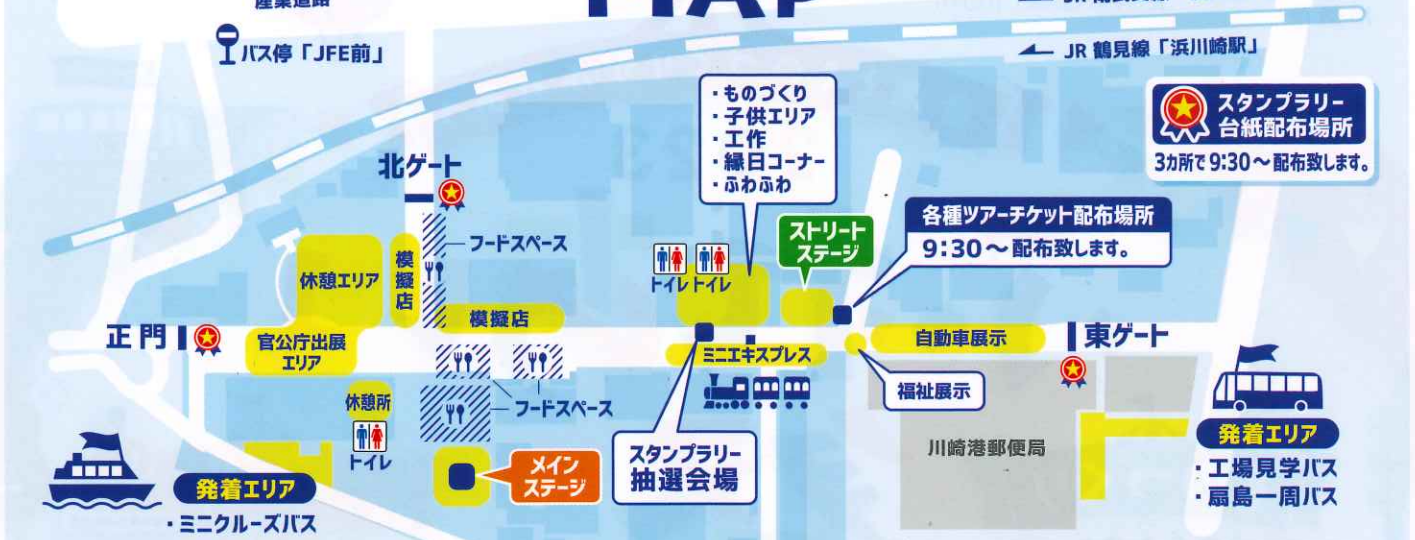 産業道路
MAP
バス停「JFE前」
JR 鶴見線「浜川崎駅」
・ものづくり
・子供エリア
・工作
・縁日コーナー
・ふわふわ
スタンプラリー
台紙配布場所
3カ所で9:30～配布致します。
北ゲート
フードスペース
模擬店
休憩エリア
トイレ
トイレ
ストリート
ステージ
各種ツアーチケット配布場所
9:30～配布致します。
正門
官公庁出展
エリア
模擬店
ミニエキスプレス
自動車展示
東ゲート
休憩所
トイレ
フードスペース
福祉展示
川崎港郵便局
発着エリア
・ミニクルーズバス
メイン
ステージ
スタンプラリー
抽選会場
発着エリア
・工場見学バス
・扇島一周バス